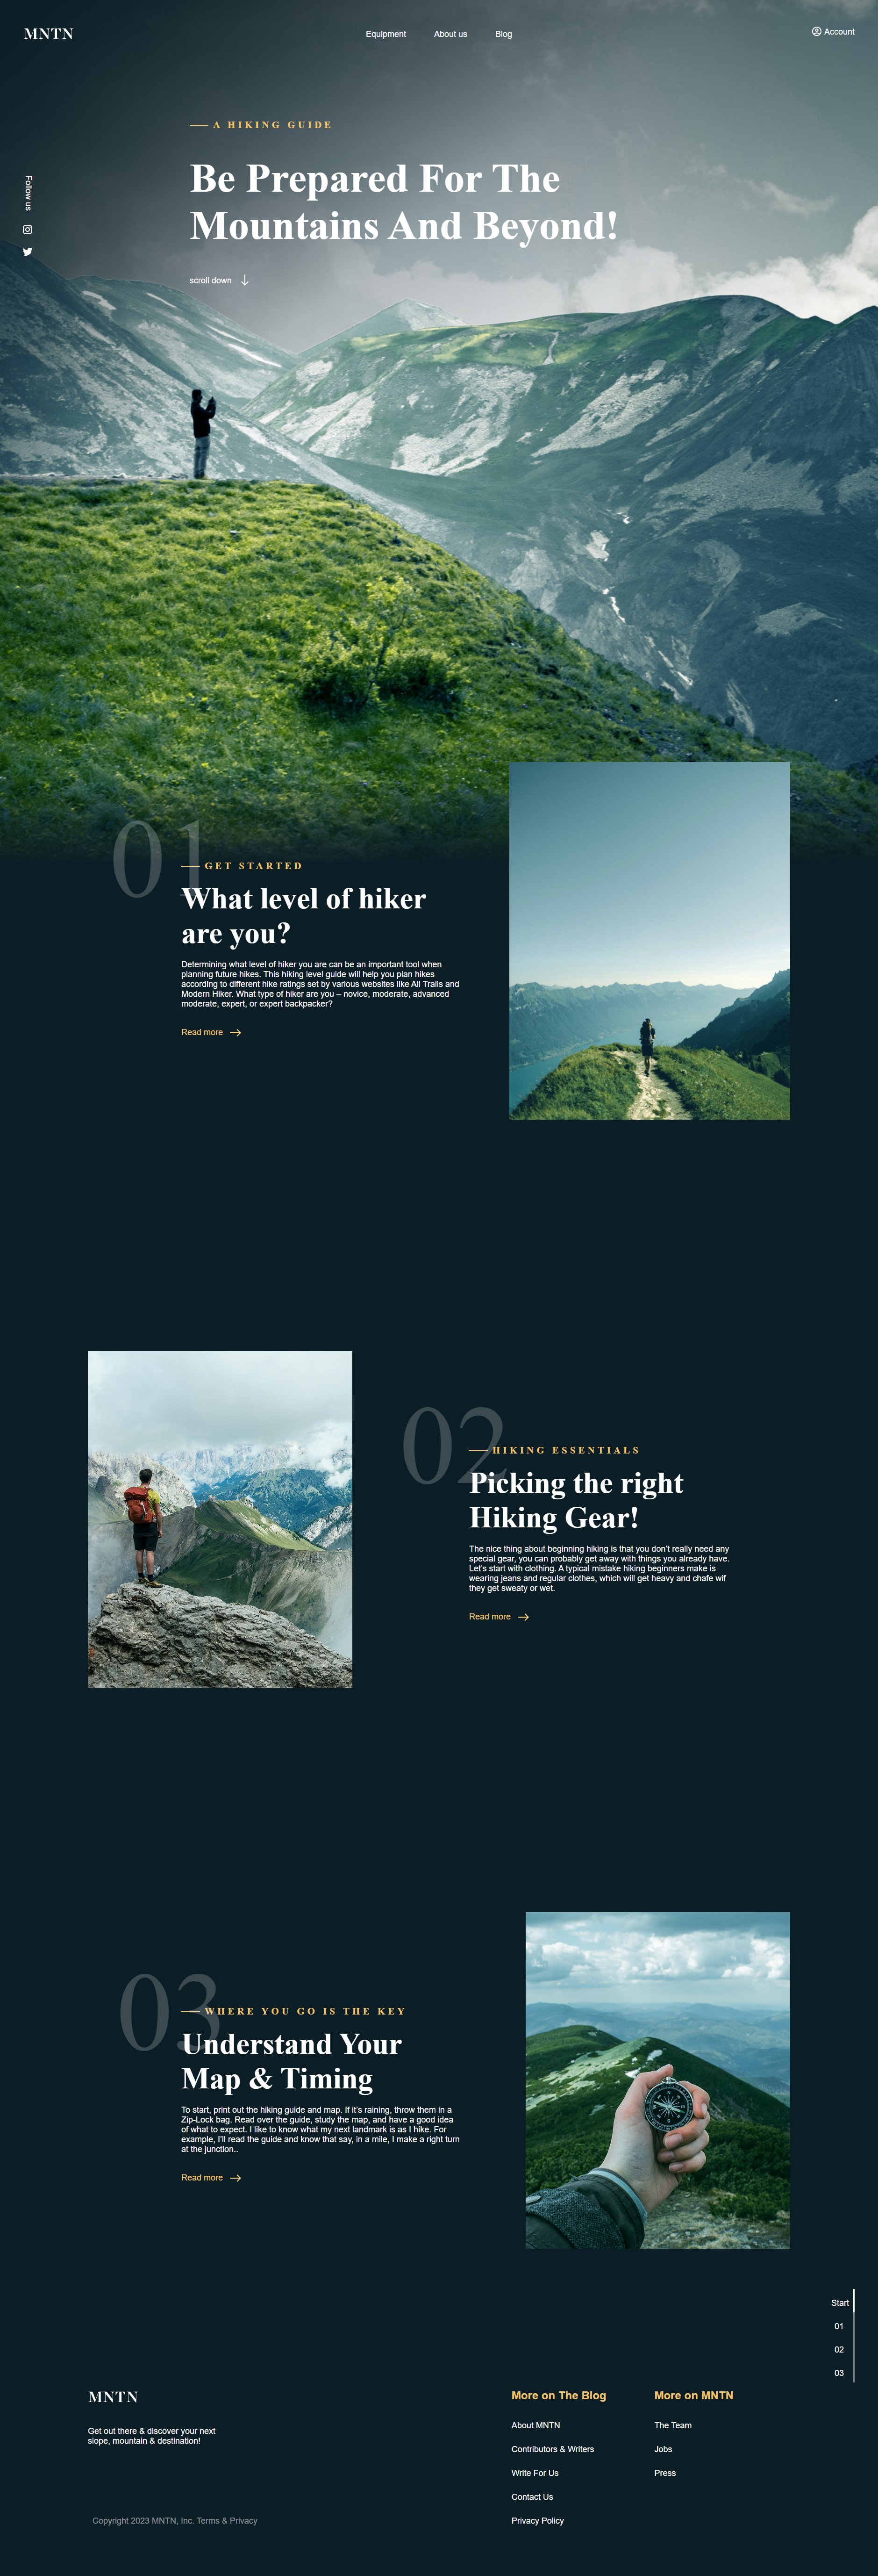 MNTN
Equipment
About us
Blog
Account
A HIKING GUIDE
Follow us
Be Prepared For The
Mountains And Beyond!
scroll down
01
GET STARTED
What level of hiker
are you?
Determining what level of hiker you are can be an important tool when
planning future hikes. This hiking level guide will help you plan hikes
according to different hike ratings set by various websites like All Trails and
Modern Hiker. What type of hiker are you – novice, moderate, advanced
moderate, expert, or expert backpacker?
Read more
02
HIKING ESSENTIALS
Picking the right
Hiking Gear!
The nice thing about beginning hiking is that you don't really need any
special gear, you can probably get away with things you already have.
Let's start with clothing. A typical mistake hiking beginners make is
wearing jeans and regular clothes, which will get heavy and chafe wif
they get sweaty or wet.
Read more
03
WHERE YOU GO IS THE KEY
Understand Your
Map & Timing
To start, print out the hiking guide and map. If it's raining, throw them in a
Zip-Lock bag. Read over the guide, study the map, and have a good idea
of what to expect. I like to know what my next landmark is as I hike. For
example, I'll read the guide and know that say, in a mile, I make a right turn
at the junction..
Read more
Start
01
02
03
MNTN
Get out there & discover your next
slope, mountain & destination!
Copyright 2023 MNTN, Inc. Terms & Privacy
More on The Blog
About MNTN
Contributors & Writers
Write For Us
Contact Us
Privacy Policy
More on MNTN
The Team
Jobs
Press